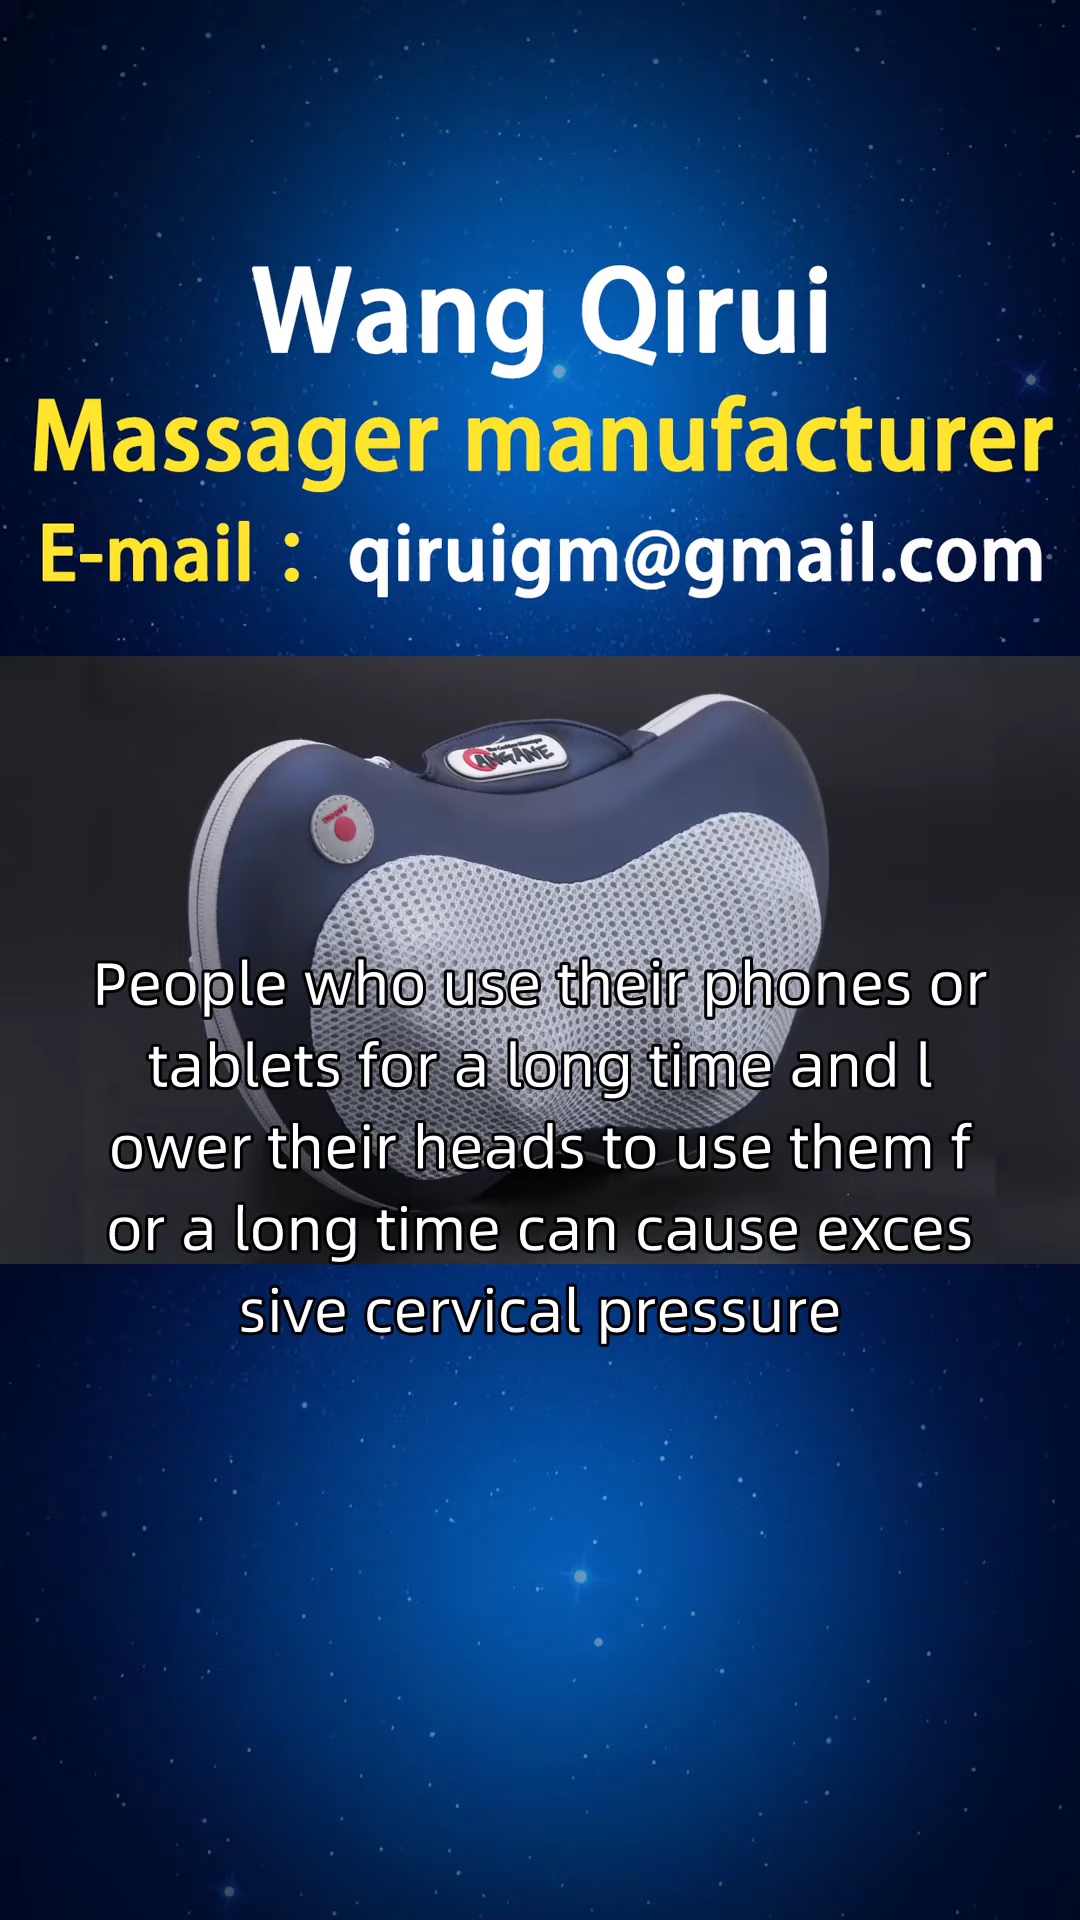 Wang Qirui
Massager manufacturer
E-mail： qiruigm@gmail.com
ANGANE
People who use their phones or
tablets for a long time and l
ower their heads to use them f
or a long time can cause exces
sive cervical pressure